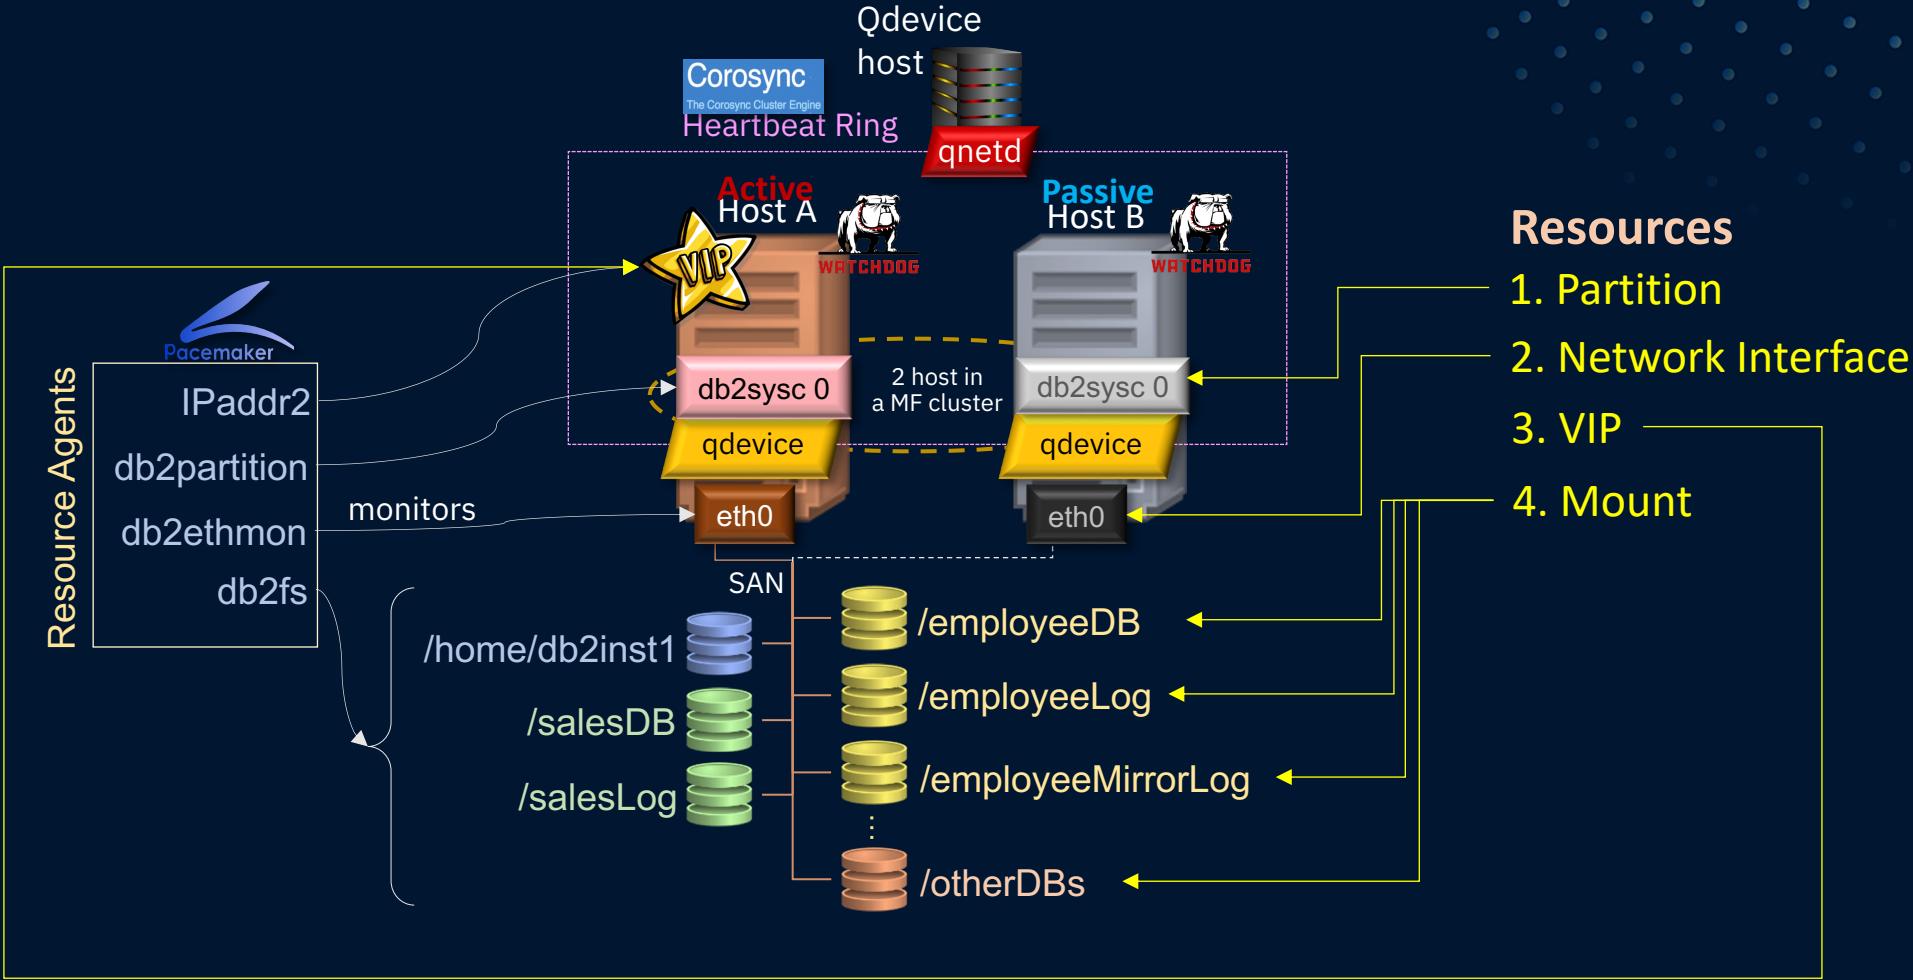 Qdevice
host
Corosync
The Corosync Cluster Engine
Heartbeat Ring
qnetd
Active
Host A
WATCHDOG
VIP
Passive
Host B
WATCHDOG
Resources
1. Partition
2. Network Interface
3. VIP
4. Mount
Pacemaker
Resource Agents
IPaddr2
db2partition
db2ethmon
db2fs
monitors
db2sysc 0
qdevice
eth0
2 host in
a MF cluster
db2sysc 0
qdevice
eth0
SAN
/home/db2inst1
/salesDB
/salesLog
/employeeDB
/employeeLog
/employeeMirrorLog
/otherDBs